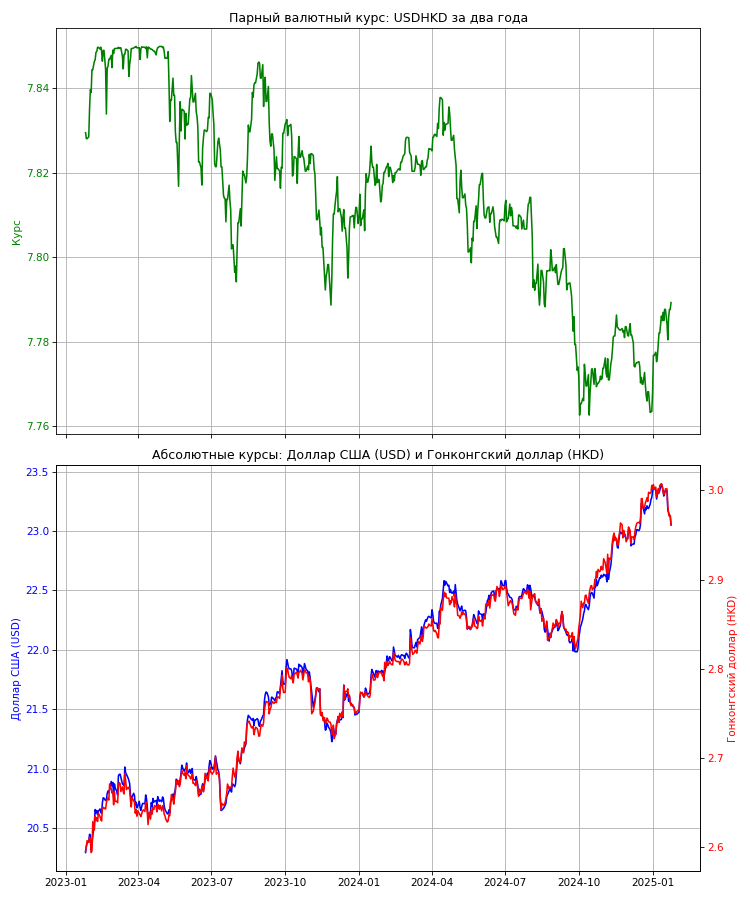 Парный валютный курс: USDHKD за два года
7.84
7.82
7.80
7.78
7.76
Курс
Абсолютные курсы: Доллар США (USD) и Гонконгский доллар (HKD)
23.5
23.0
22.5
22.0
21.5
21.0
20.5
Доллар США (USD)
3.0
2.9
2.8
2.7
2.6
Гонконгский доллар (HKD)
2023-01 2023-04 2023-07 2023-10 2024-01 2024-04 2024-07 2024-10 2025-01